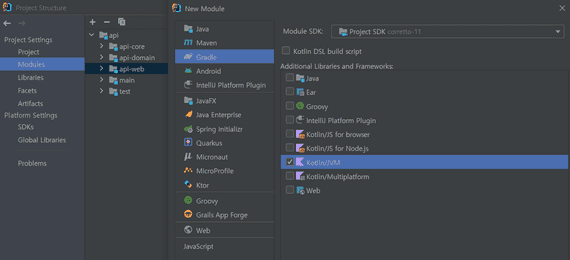 Project Structure
Project Settings
Project
Modules
Libraries
Facets
Artifacts
Platform Settings
SDKs
Global Libraries
Problems
api
api-core
api-domain
api-web
main
test
New Module
Java
Maven
Gradle
Android
IntelliJ Platform Plugin
JavaFX
Java Enterprise
Spring Initializr
Quarkus
Micronaut
MicroProfile
Ktor
Groovy
Grails App Forge
Web
JavaScript
Module SDK:
Project SDK corretto-11
Kotlin DSL build script
Additional Libraries and Frameworks:
Java
Ear
Groovy
IntelliJ Platform Plugin
Kotlin/JS for browser
Kotlin/JS for Node.js
Kotlin/JVM
Kotlin/Multiplatform
Web